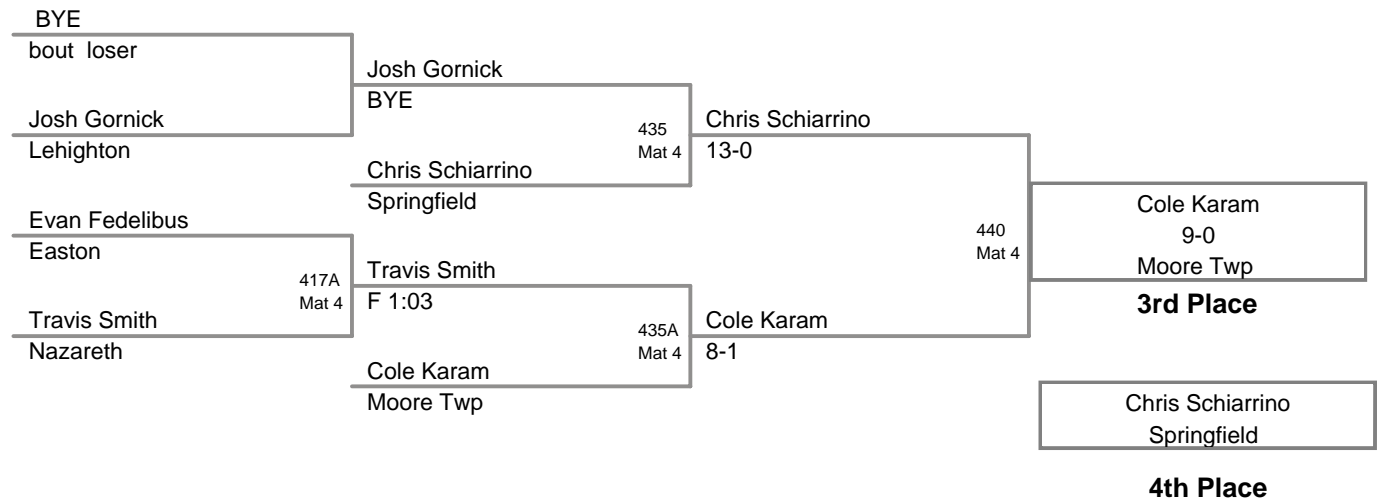 BYE
bout loser
Josh Gornick
Lehighton
Evan Fedelibus
Easton
417A
Mat 4
Travis Smith
Nazareth
Josh Gornick
BYE
435
Mat 4
Chris Schiarrino
Springfield
Travis Smith
F 1:03
435A
Mat 4
Cole Karam
Moore Twp
Chris Schiarrino
13-0
440
Mat 4
Cole Karam
8-1
Cole Karam
9-0
Moore Twp
3rd Place
Chris Schiarrino
Springfield
4th Place